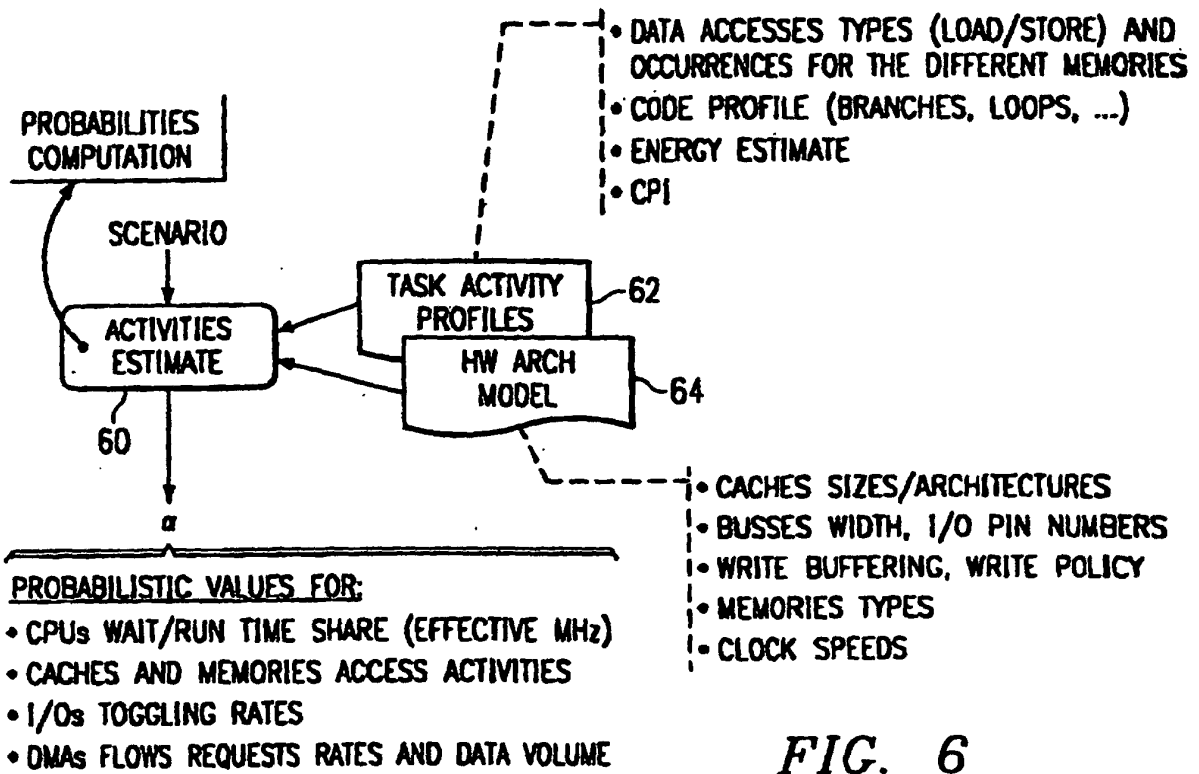 • DATA ACCESSES TYPES (LOAD/STORE) AND
OCCURRENCES FOR THE DIFFERENT MEMORIES
• CODE PROFILE (BRANCHES, LOOPS, ...)
• ENERGY ESTIMATE
• CPI
PROBABILITIES
COMPUTATION
SCENARIO
ACTIVITIES
ESTIMATE
60
TASK ACTIVITY
PROFILES
62
HW ARCH
MODEL
64
• CACHES SIZES/ARCHITECTURES
• BUSSES WIDTH, I/O PIN NUMBERS
• WRITE BUFFERING, WRITE POLICY
• MEMORIES TYPES
• CLOCK SPEEDS
α
PROBABILISTIC VALUES FOR:
• CPUs WAIT/RUN TIME SHARE (EFFECTIVE MHz)
• CACHES AND MEMORIES ACCESS ACTIVITIES
• I/Os TOGGLING RATES
• DMAs FLOWS REQUESTS RATES AND DATA VOLUME
FIG. 6